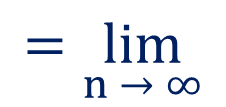 = lim
n → ∞